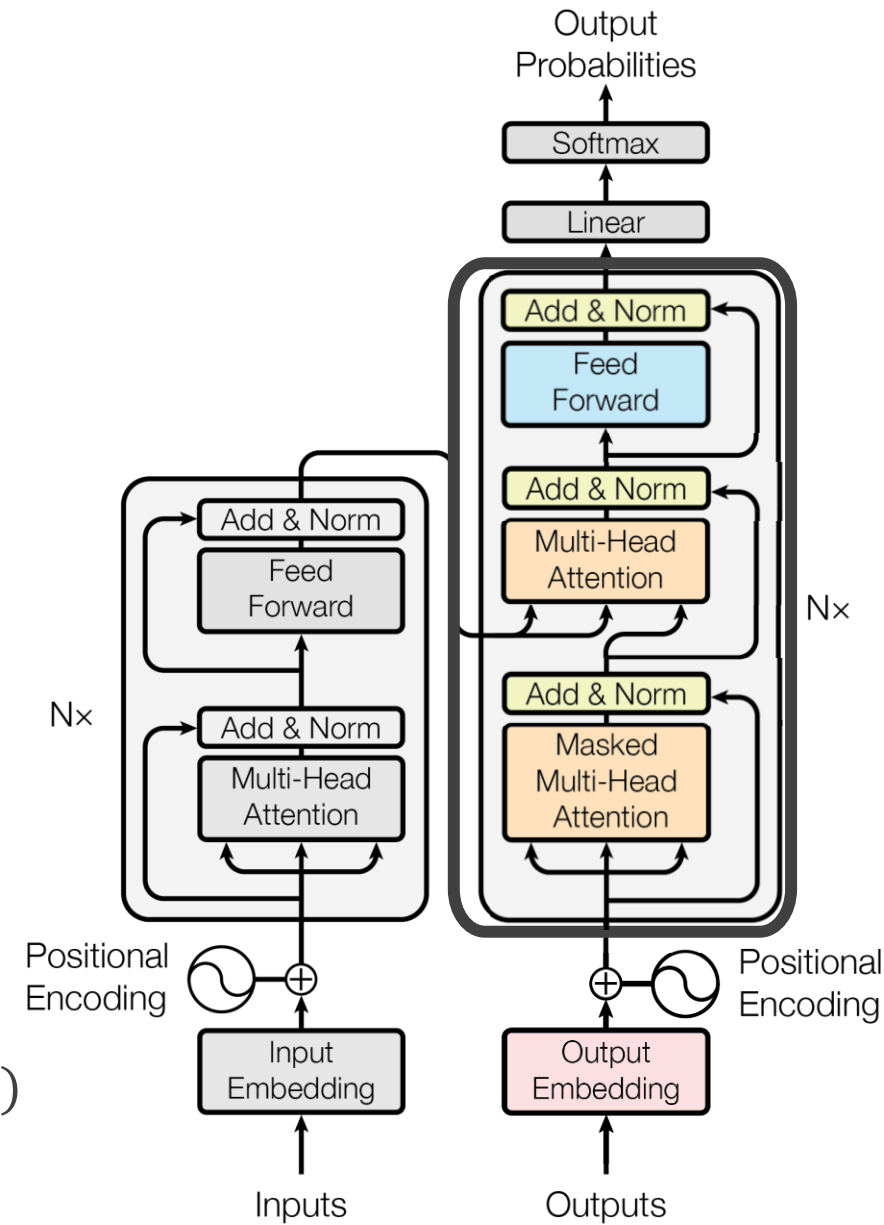 Output
Probabilities
Softmax
Linear
Add & Norm
Feed
Forward
Add & Norm
Multi-Head
Attention
Add & Norm
Masked
Multi-Head
Attention
N×
Add & Norm
Feed
Forward
Add & Norm
Multi-Head
Attention
N×
Positional
Encoding
Positional
Encoding
Input
Embedding
Output
Embedding
)
Inputs
Outputs